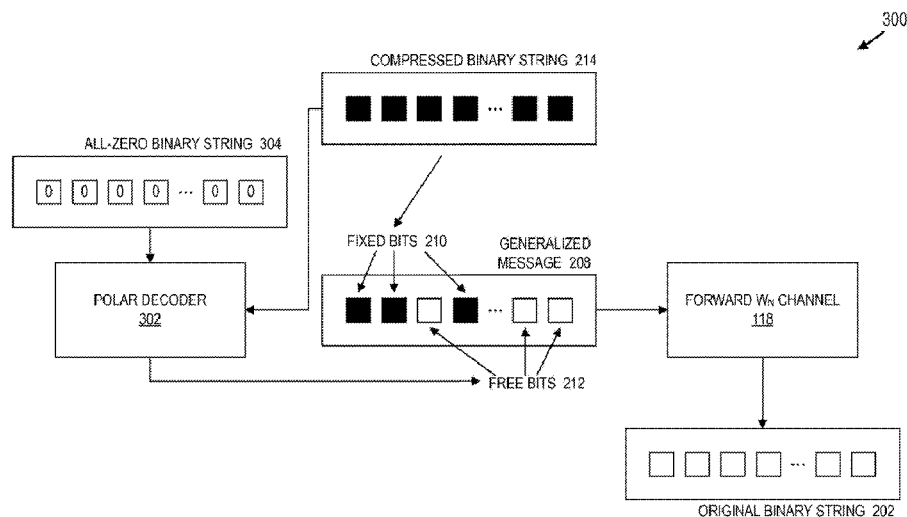 300
COMPRESSED BINARY STRING 214
...
ALL-ZERO BINARY STRING 304
0 0 0 0 ... 0 0
FIXED BITS 210
GENERALIZED
MESSAGE 208
...
POLAR DECODER
302
FORWARD WN CHANNEL
118
FREE BITS 212
...
ORIGINAL BINARY STRING 202